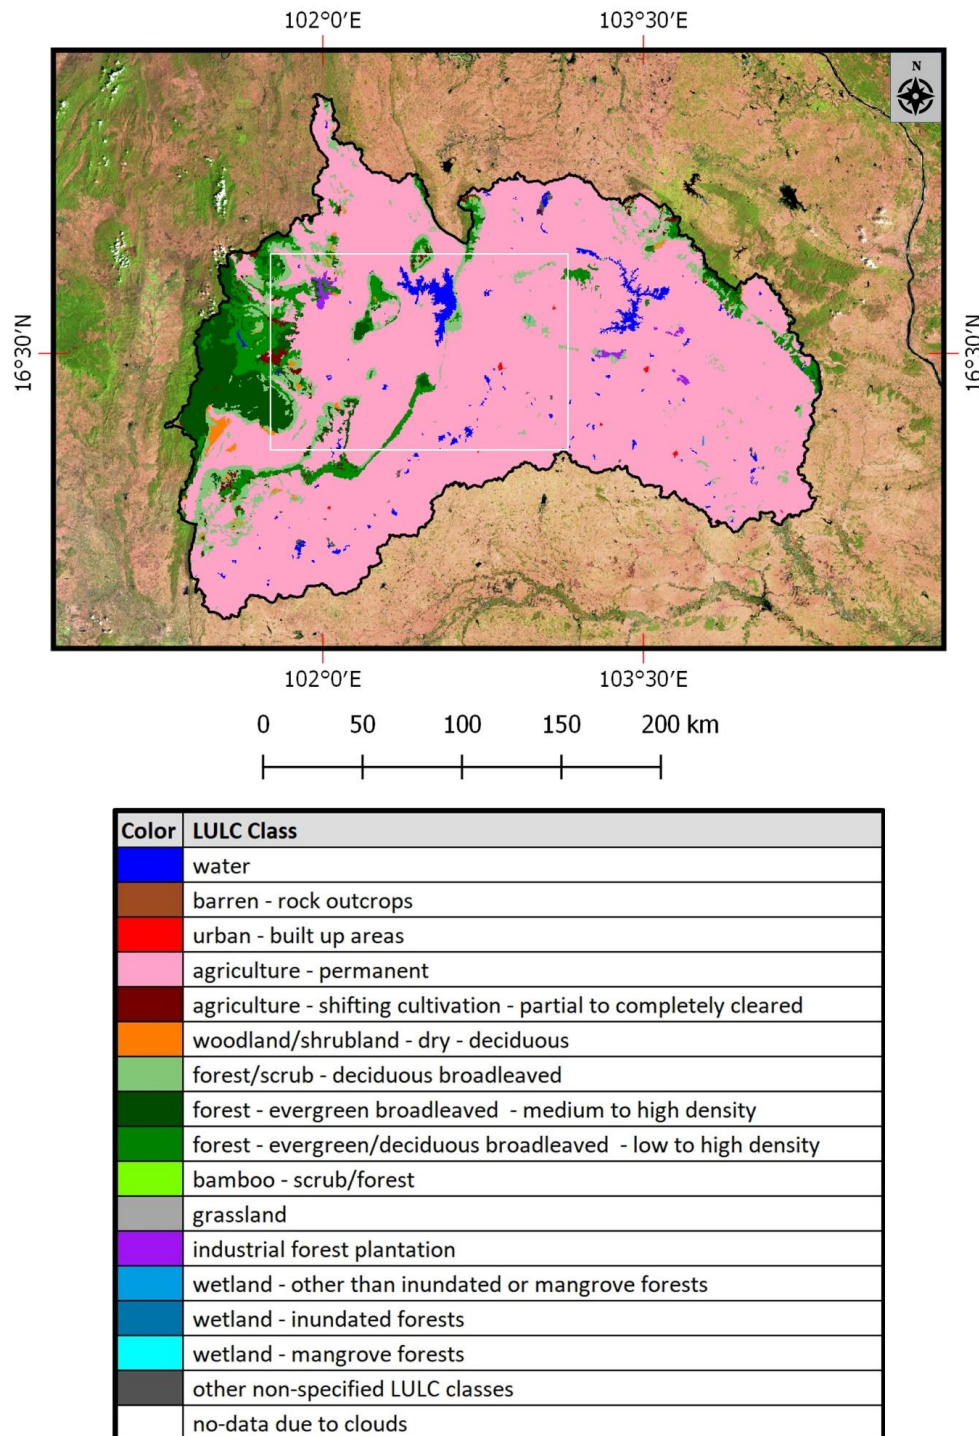 102°0′E 103°30′E
N
16°30′N 16°30′N
102°0′E 103°30′E
0 50 100 150 200 km
Color LULC Class
water
barren - rock outcrops
urban - built up areas
agriculture - permanent
agriculture - shifting cultivation - partial to completely cleared
woodland/shrubland - dry - deciduous
forest/scrub - deciduous broadleaved
forest - evergreen broadleaved - medium to high density
forest - evergreen/deciduous broadleaved - low to high density
bamboo - scrub/forest
grassland
industrial forest plantation
wetland - other than inundated or mangrove forests
wetland - inundated forests
wetland - mangrove forests
other non-specified LULC classes
no-data due to clouds